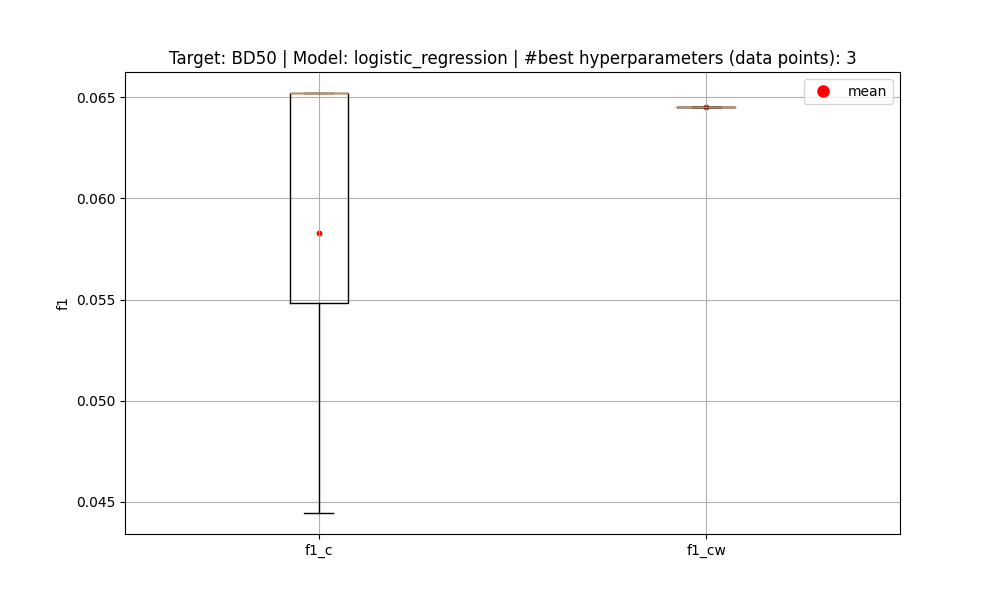 Target: BD50 | Model: logistic_regression | #best hyperparameters (data points): 3
mean
0.065
0.060
0.055
0.050
0.045
f1
f1_c
f1_cw